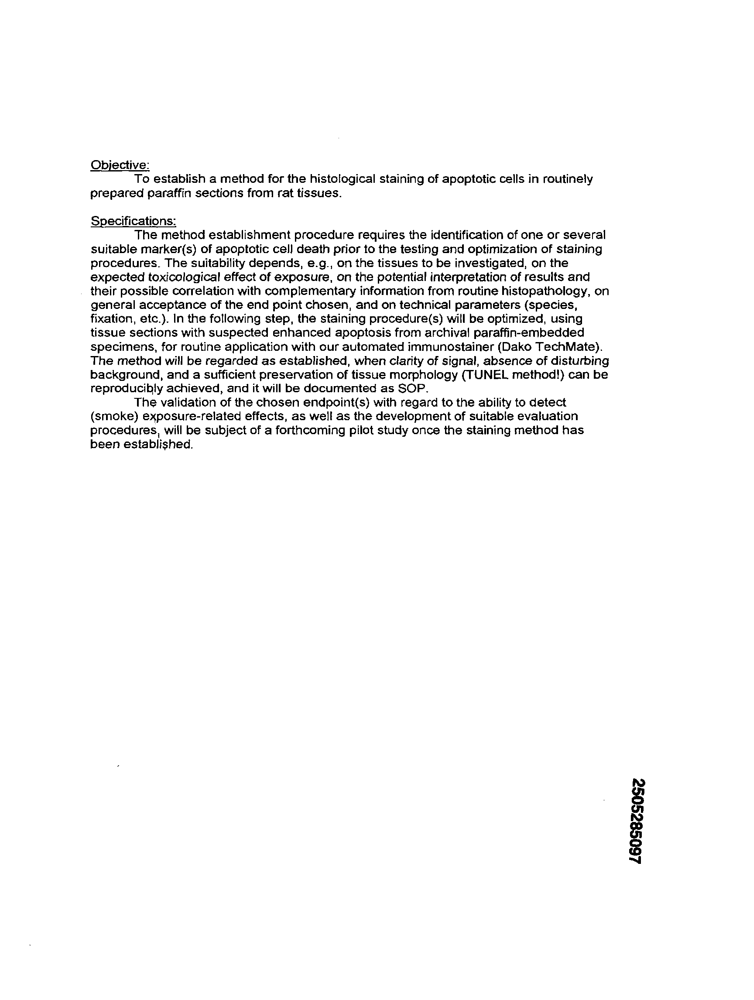 Objective:
To establish a method for the histological staining of apoptotic cells in routinely
prepared paraffin sections from rat tissues.
Specifications:
The method establishment procedure requires the identification of one or several
suitable marker(s) of apoptotic cell death prior to the testing and optimization of staining
procedures. The suitability depends, e.g., on the tissues to be investigated, on the
expected toxicological effect of exposure, on the potential interpretation of results and
their possible correlation with complementary information from routine histopathology, on
general acceptance of the end point chosen, and on technical parameters (species,
fixation, etc.). In the following step, the staining procedure(s) will be optimized, using
tissue sections with suspected enhanced apoptosis from archival paraffin-embedded
specimens, for routine application with our automated immunostainer (Dako TechMate).
The method will be regarded as established, when clarity of signal, absence of disturbing
background, and a sufficient preservation of tissue morphology (TUNEL method!) can be
reproducibly achieved, and it will be documented as SOP.
The validation of the chosen endpoint(s) with regard to the ability to detect
(smoke) exposure-related effects, as well as the development of suitable evaluation
procedures, will be subject of a forthcoming pilot study once the staining method has
been established.
2505285097